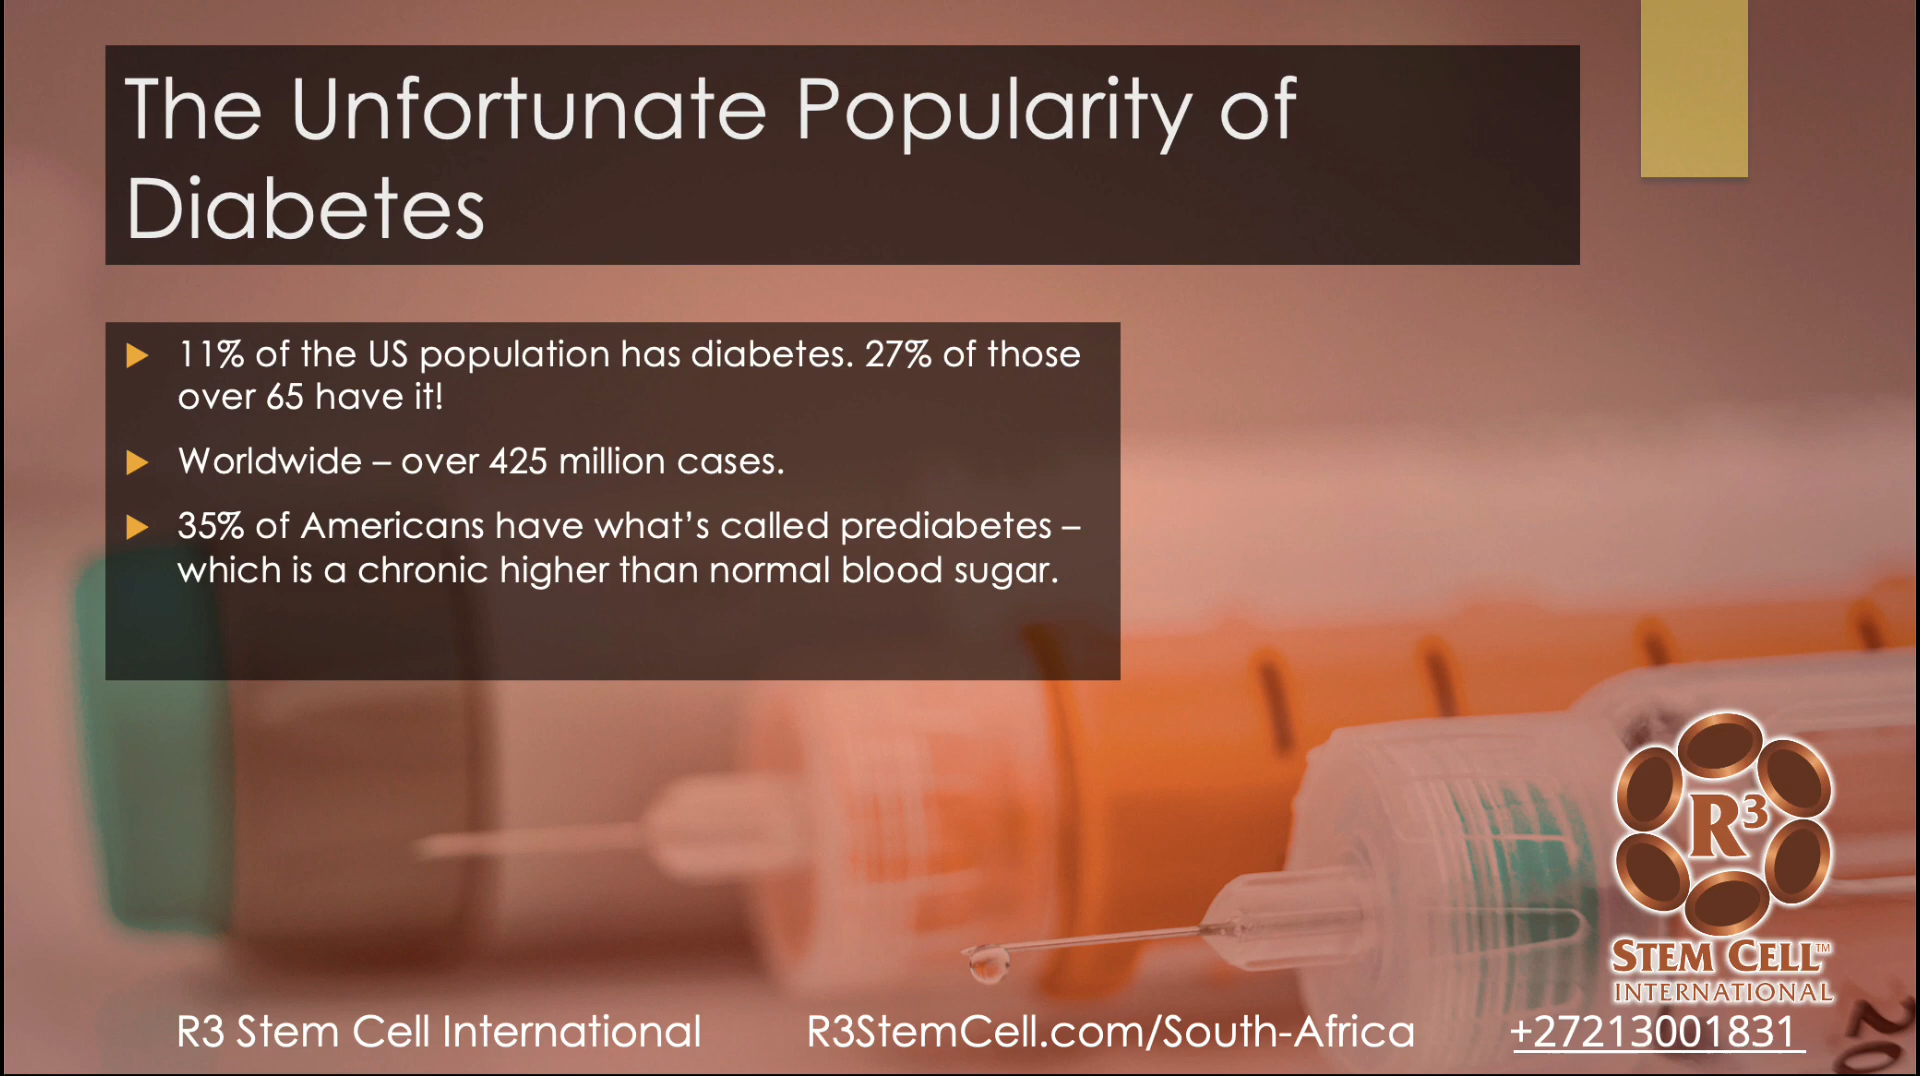 The Unfortunate Popularity of
Diabetes
11% of the US population has diabetes. 27% of those
over 65 have it!
Worldwide – over 425 million cases.
35% of Americans have what's called prediabetes –
which is a chronic higher than normal blood sugar.
R3
STEM CELL™
INTERNATIONAL
R3 Stem Cell International
R3StemCell.com/South-Africa
+27213001831
20